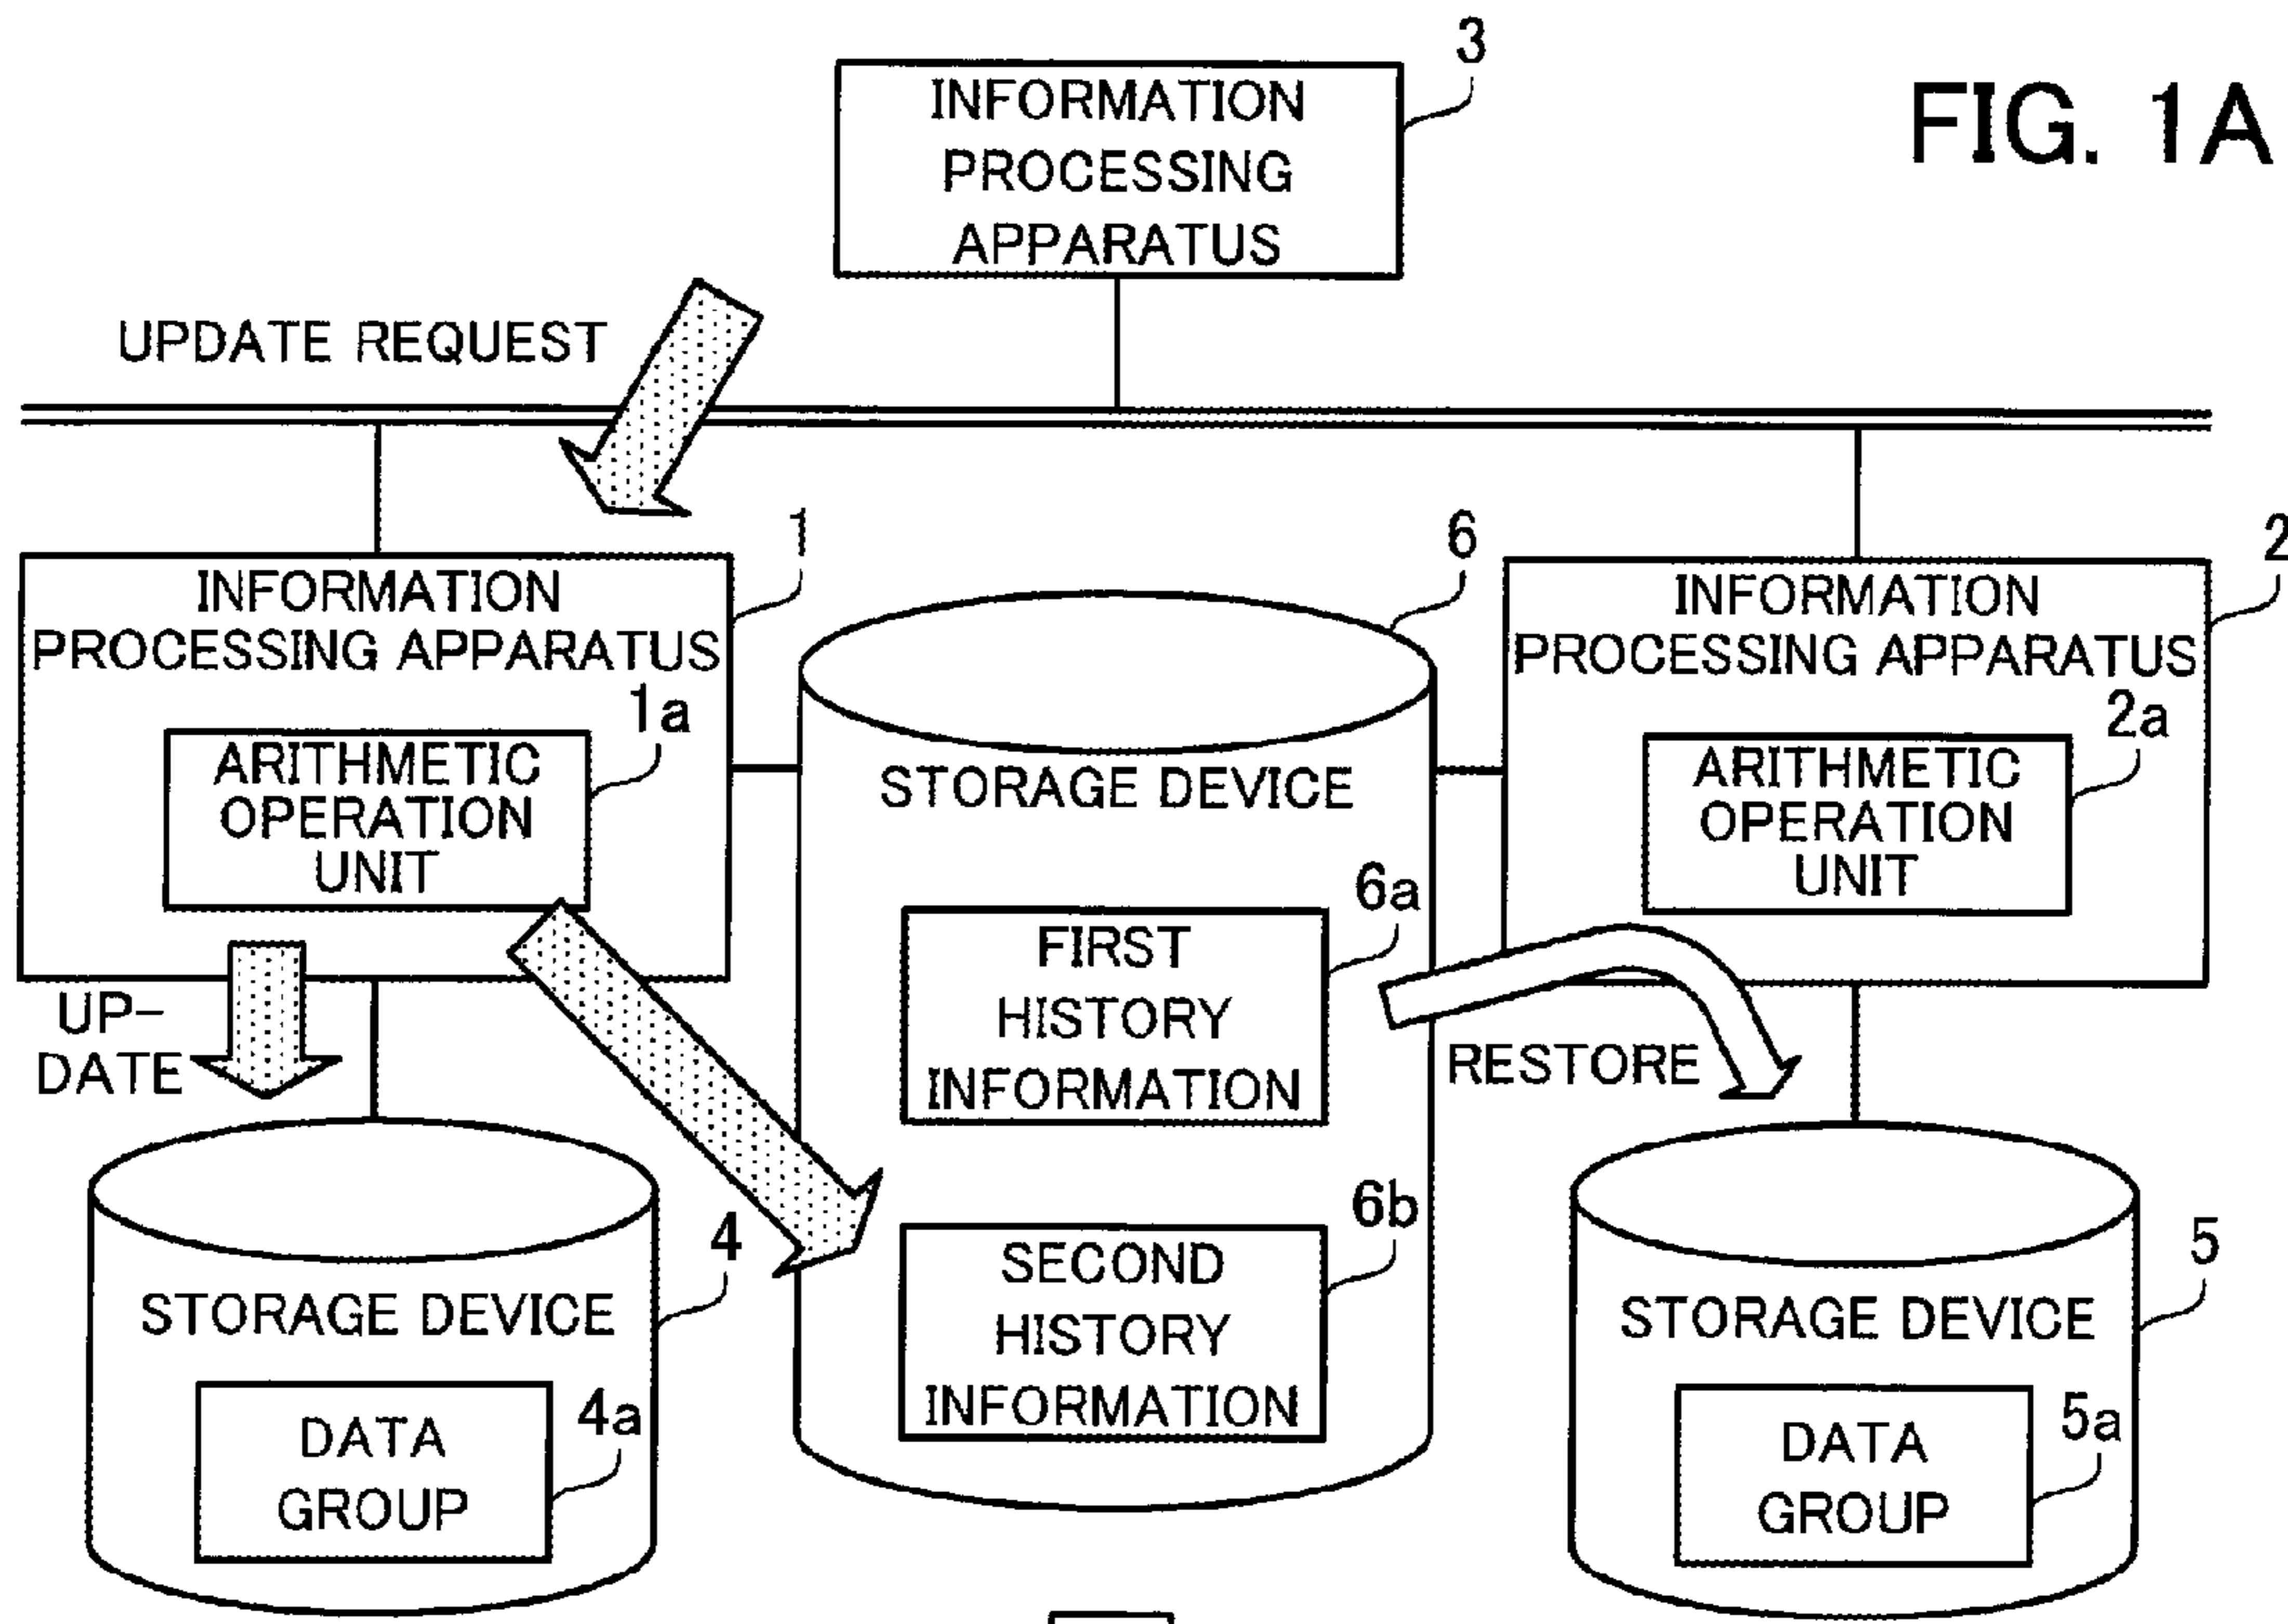 FIG. 1A
3
INFORMATION
PROCESSING
APPARATUS
UPDATE REQUEST
1
INFORMATION
PROCESSING APPARATUS
1a
ARITHMETIC
OPERATION
UNIT
6
STORAGE DEVICE
6a
FIRST
HISTORY
INFORMATION
6b
SECOND
HISTORY
INFORMATION
2
INFORMATION
PROCESSING APPARATUS
2a
ARITHMETIC
OPERATION
UNIT
UP-
DATE
RESTORE
4
STORAGE DEVICE
4a
DATA
GROUP
5
STORAGE DEVICE
5a
DATA
GROUP